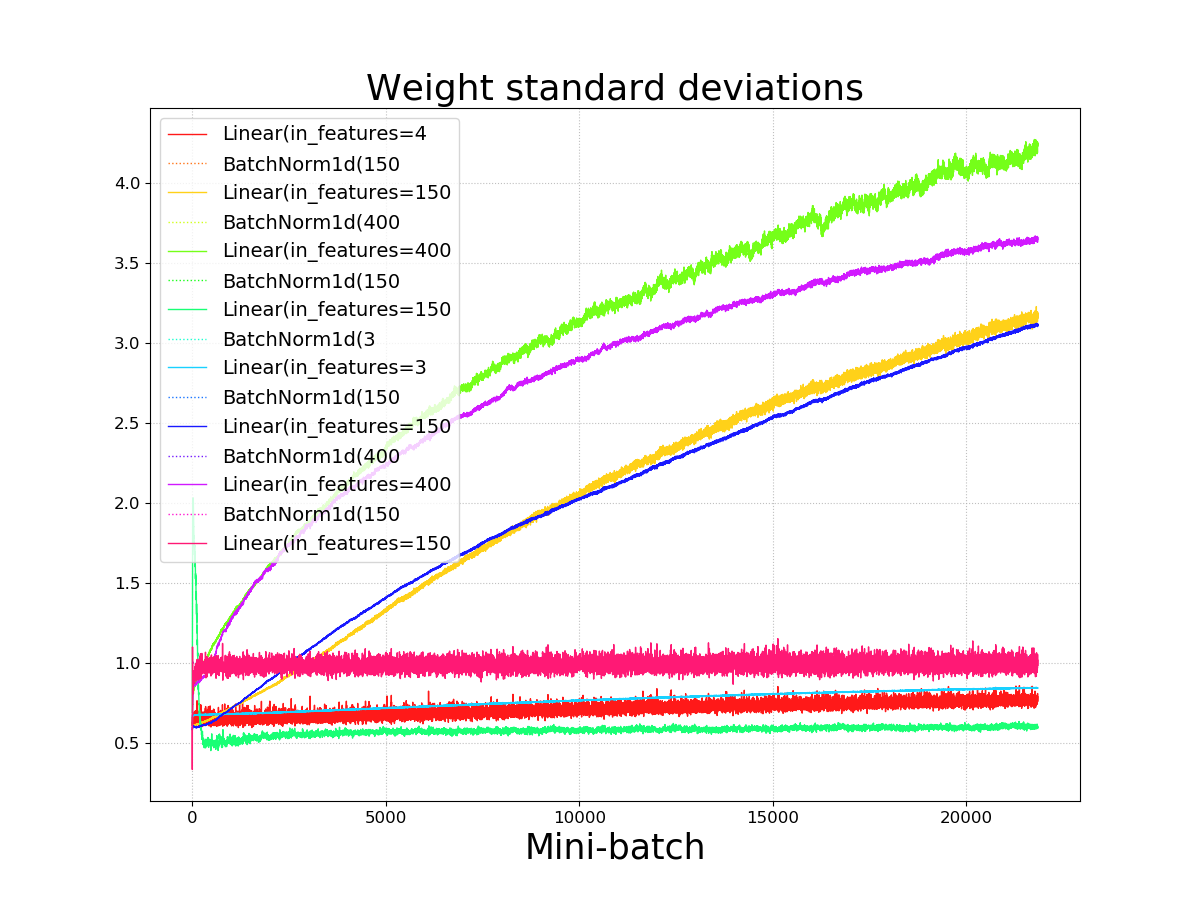 Weight standard deviations
Linear(in_features=4
BatchNorm1d(150
Linear(in_features=150
BatchNorm1d(400
Linear(in_features=400
BatchNorm1d(150
Linear(in_features=150
BatchNorm1d(3
Linear(in_features=3
BatchNorm1d(150
Linear(in_features=150
BatchNorm1d(400
Linear(in_features=400
BatchNorm1d(150
Linear(in_features=150
4.0
3.5
3.0
2.5
2.0
1.5
1.0
0.5
0 5000 10000 15000 20000
Mini-batch